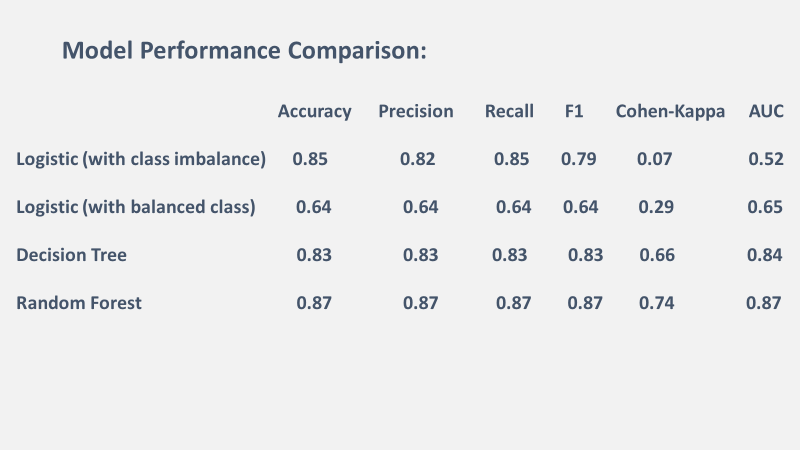 Model Performance Comparison:
Accuracy Precision Recall F1 Cohen-Kappa AUC
Logistic (with class imbalance) 0.85 0.82 0.85 0.79 0.07 0.52
Logistic (with balanced class) 0.64 0.64 0.64 0.64 0.29 0.65
Decision Tree 0.83 0.83 0.83 0.83 0.66 0.84
Random Forest 0.87 0.87 0.87 0.87 0.74 0.87